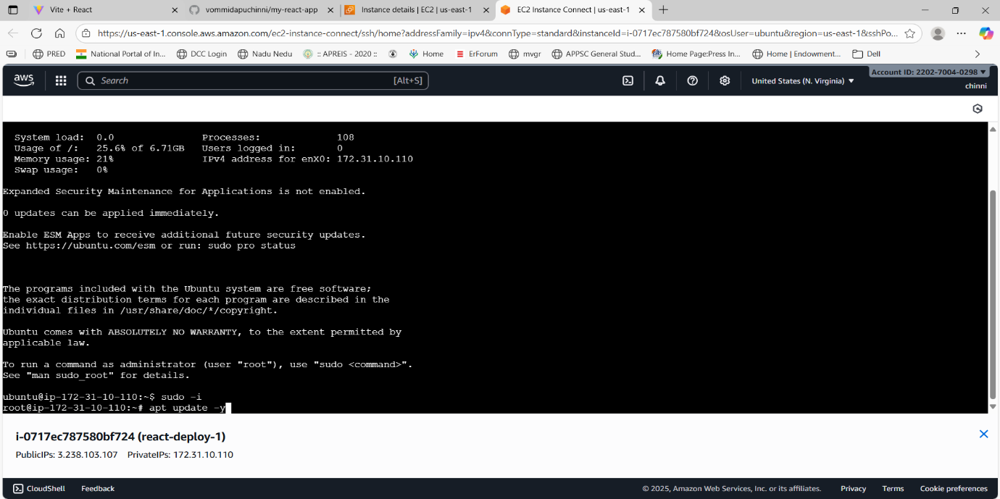 Vite + React
vommidapuchinni/my-react-app
Instance details | EC2 | us-east-1
EC2 Instance Connect | us-east-1
https://us-east-1.console.aws.amazon.com/ec2-instance-connect/ssh/home?addressFamily=ipv4&connType=standard&instanceId=i-0717ec787580bf724&osUser=ubuntu&region=us-east-1&sshPo...
PRED
National Portal of In...
DCC Login
Nadu Nedu
:: APREIS - 2020 ::
Home
ErForum
mvgr
APPSC General Stud...
Home Page:Press In...
Home | Endowment...
Dell
aws
Search
[Alt+S]
United States (N. Virginia) ▼
Account ID: 2202-7004-0298 ▼
chinni
System load: 0.0 Processes: 108
Usage of /: 25.6% of 6.71GB Users logged in: 0
Memory usage: 21% IPv4 address for enX0: 172.31.10.110
Swap usage: 0%
Expanded Security Maintenance for Applications is not enabled.
0 updates can be applied immediately.
Enable ESM Apps to receive additional future security updates.
See https://ubuntu.com/esm or run: sudo pro status
The programs included with the Ubuntu system are free software;
the exact distribution terms for each program are described in the
individual files in /usr/share/doc/*/copyright.
Ubuntu comes with ABSOLUTELY NO WARRANTY, to the extent permitted by
applicable law.
To run a command as administrator (user "root"), use "sudo <command>".
See "man sudo_root" for details.
ubuntu@ip-172-31-10-110:~$ sudo -i
root@ip-172-31-10-110:~# apt update -y
i-0717ec787580bf724 (react-deploy-1)
PublicIPs: 3.238.103.107 PrivateIPs: 172.31.10.110
CloudShell Feedback © 2025, Amazon Web Services, Inc. or its affiliates. Privacy Terms Cookie preferences